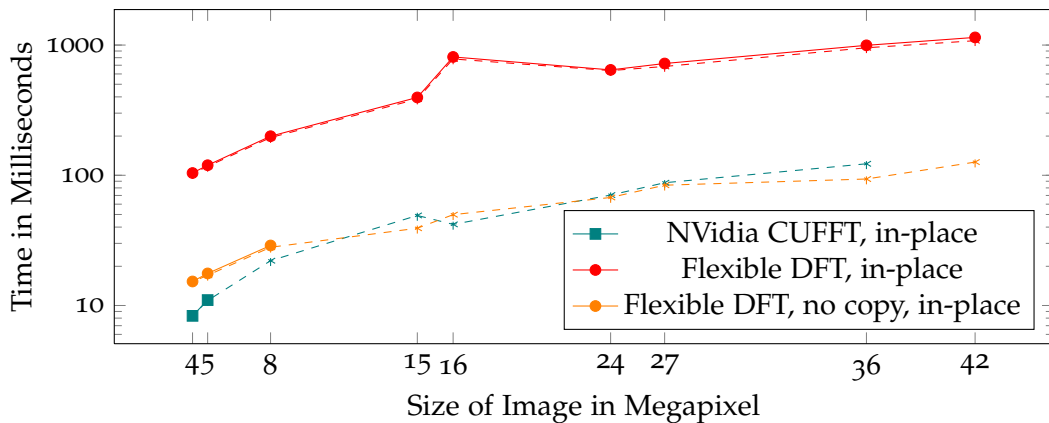 1000
100
10
Time in Milliseconds
NVidia CUFFT, in-place
Flexible DFT, in-place
Flexible DFT, no copy, in-place
4 5 8 15 16 24 27 36 42
Size of Image in Megapixel